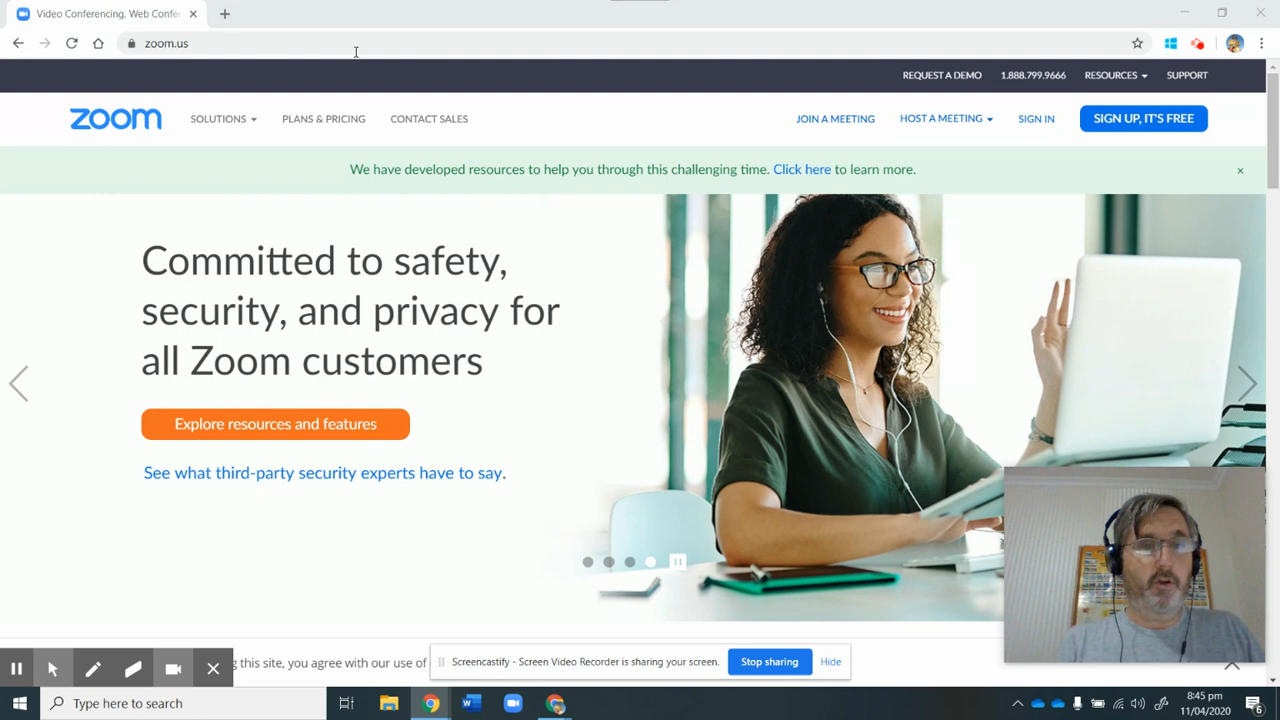 Video Conferencing, Web Confer
zoom.us
REQUEST A DEMO 1.888.799.9666 RESOURCES SUPPORT
zoom SOLUTIONS PLANS & PRICING CONTACT SALES JOIN A MEETING HOST A MEETING SIGN IN SIGN UP, IT'S FREE
We have developed resources to help you through this challenging time. Click here to learn more.
Committed to safety,
security, and privacy for
all Zoom customers
Explore resources and features
See what third-party security experts have to say.
g this site, you agree with our use of
Screencastify - Screen Video Recorder is sharing your screen. Stop sharing Hide
Type here to search
8:45 pm
11/04/2020
6